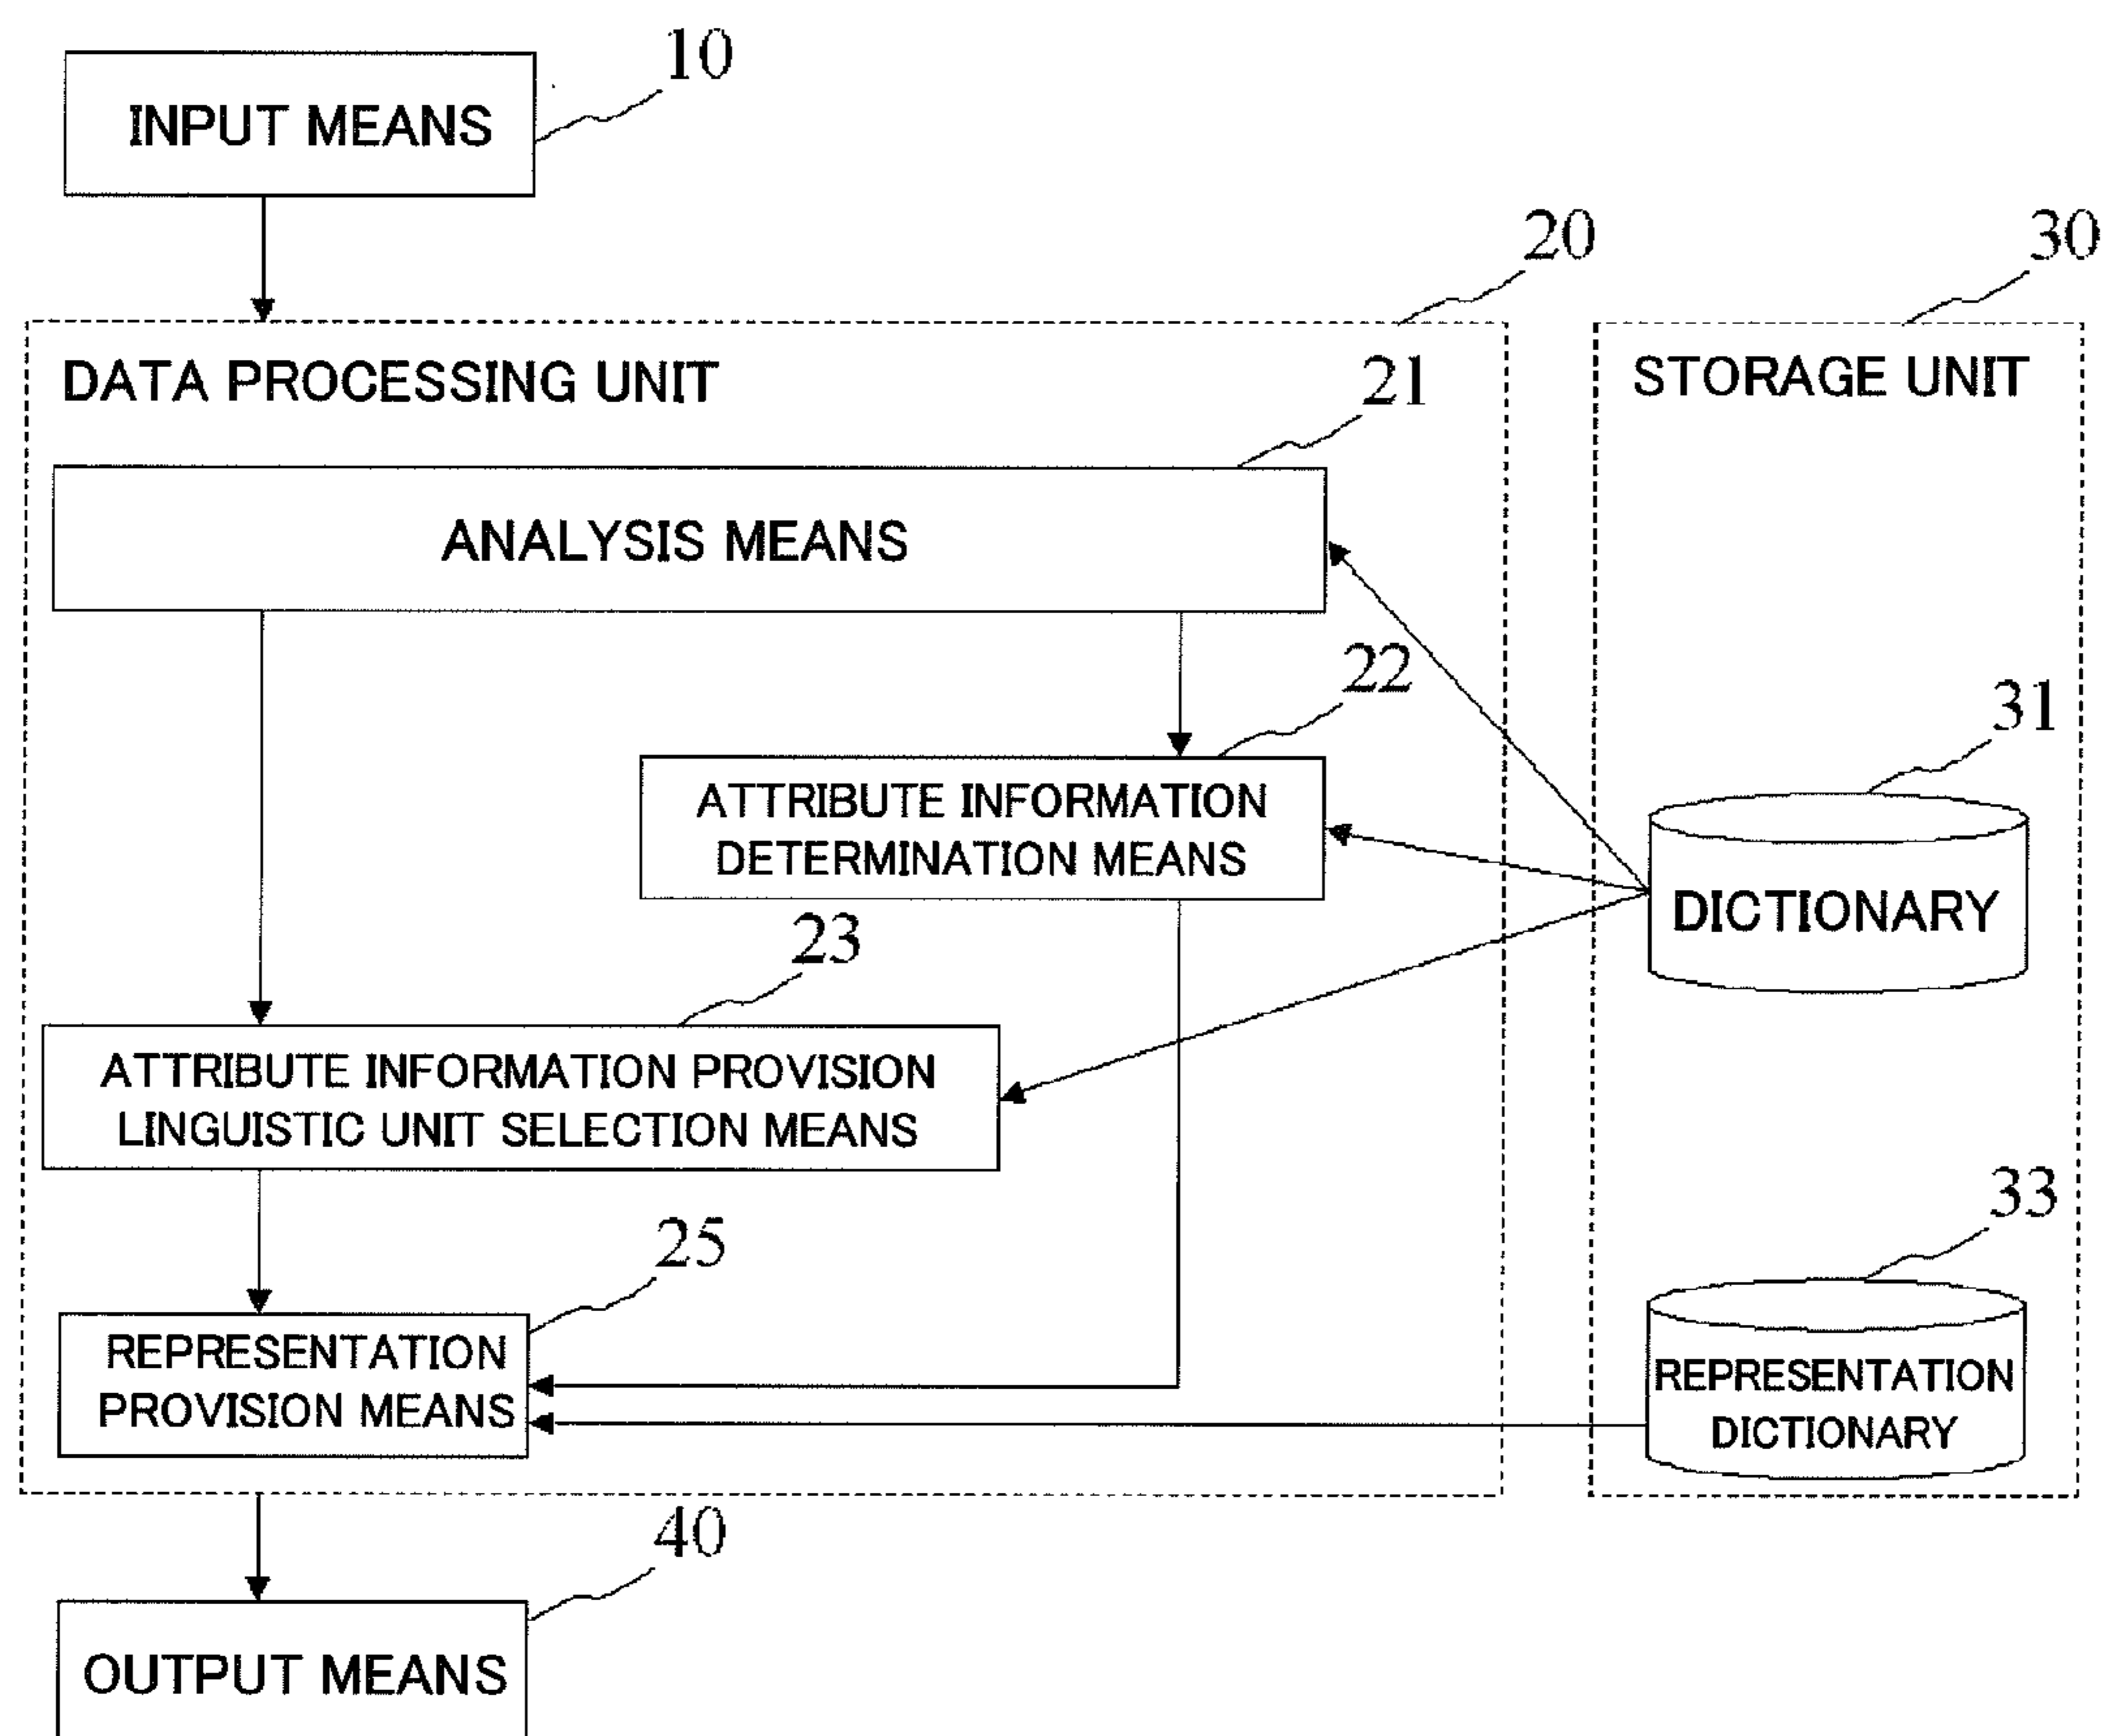 10
INPUT MEANS
20
30
DATA PROCESSING UNIT
STORAGE UNIT
21
ANALYSIS MEANS
22
31
ATTRIBUTE INFORMATION
DETERMINATION MEANS
DICTIONARY
23
ATTRIBUTE INFORMATION PROVISION
LINGUISTIC UNIT SELECTION MEANS
33
25
REPRESENTATION
PROVISION MEANS
REPRESENTATION
DICTIONARY
40
OUTPUT MEANS